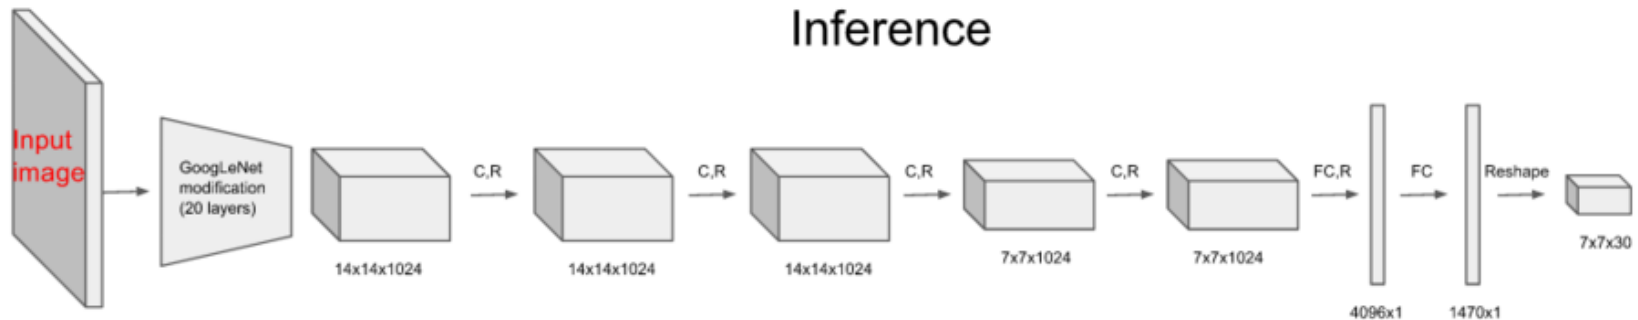 Inference
Input
image
GoogLeNet
modification
(20 layers)
14x14x1024
C,R
14x14x1024
C,R
14x14x1024
C,R
7x7x1024
C,R
7x7x1024
FC,R
4096x1
FC
1470x1
Reshape
7x7x30